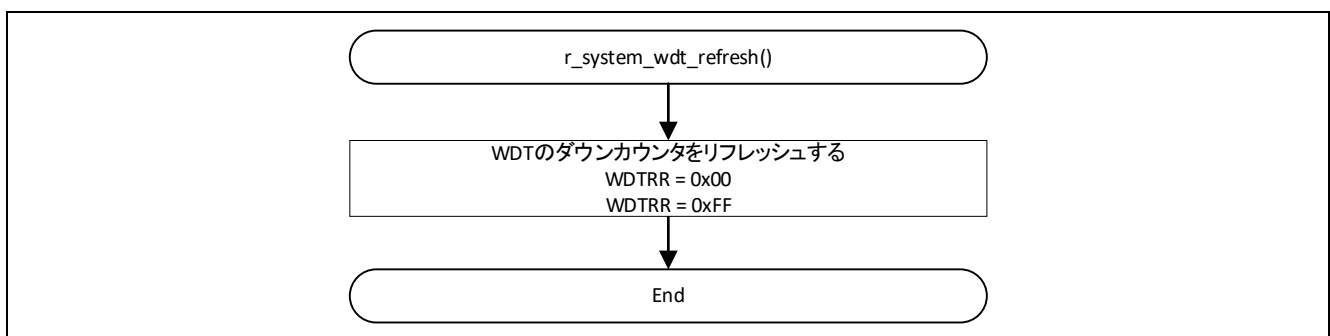 r_system_wdt_refresh()
WDTのダウンカウンタをリフレッシュする
WDTRR = 0x00
WDTRR = 0xFF
End